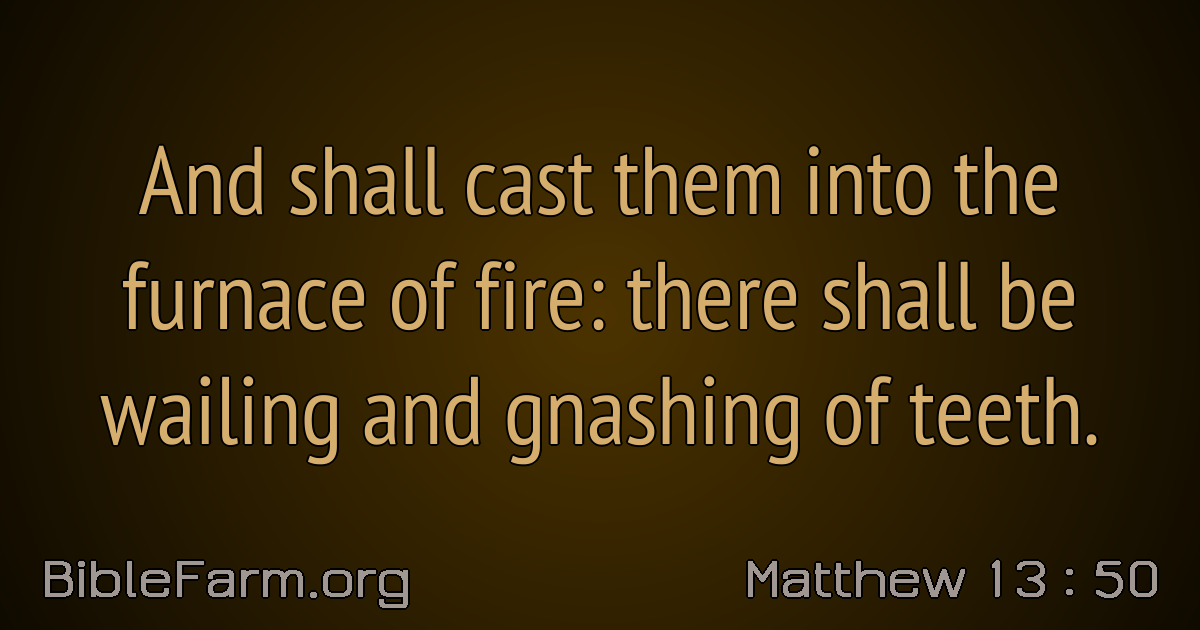 And shall cast them into the
furnace of fire: there shall be
wailing and gnashing of teeth.
BibleFarm.org
Matthew 13 : 50